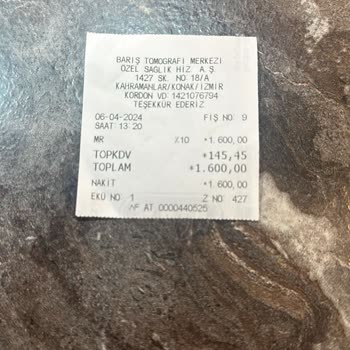 BARIŞ TOMOGRAFİ MERKEZİ
ÖZEL SAĞLIK HİZ. A.Ş.
1427 SK. NO 18/A
KAHRAMANLAR/KONAK/İZMİR
KORDON VD 1421076794
TEŞEKKÜR EDERİZ
06-04-2024 FİŞ NO: 9
SAAT 13:20
MR %10 *1.600,00
TOPKDV *145,45
TOPLAM *1.600,00
NAKİT *1.600,00
EKÜ NO: 1 Z NO: 427
AT 0000440525